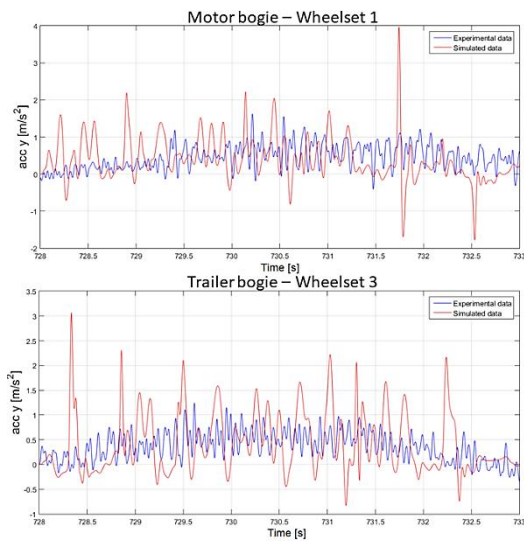 Motor bogie – Wheelset 1
Experimental data
Simulated data
4
3
2
1
0
-1
-2
acc y [m/s²]
728 728.5 729 729.5 730 730.5 731 731.5 732 732.5 733
Time [s]
Trailer bogie – Wheelset 3
Experimental data
Simulated data
3.5
3
2.5
2
1.5
1
0.5
0
-0.5
-1
acc y [m/s²]
728 728.5 729 729.5 730 730.5 731 731.5 732 732.5 733
Time [s]